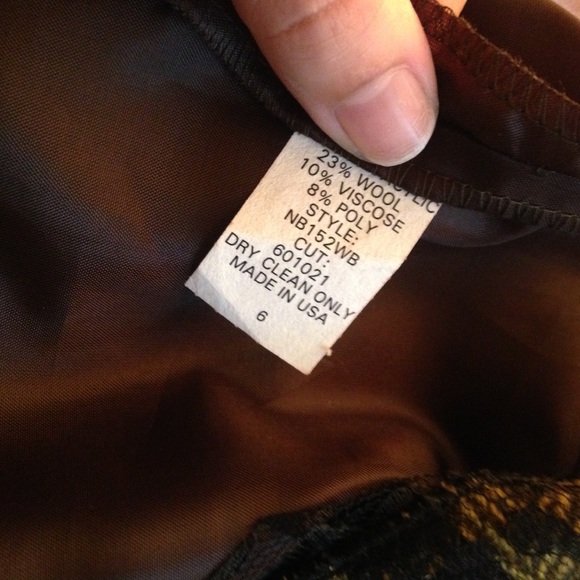 23% WOOL
10% VISCOSE
8% POLY
STYLE:
NB152WB
CUT:
601021
DRY CLEAN ONLY
MADE IN USA
6